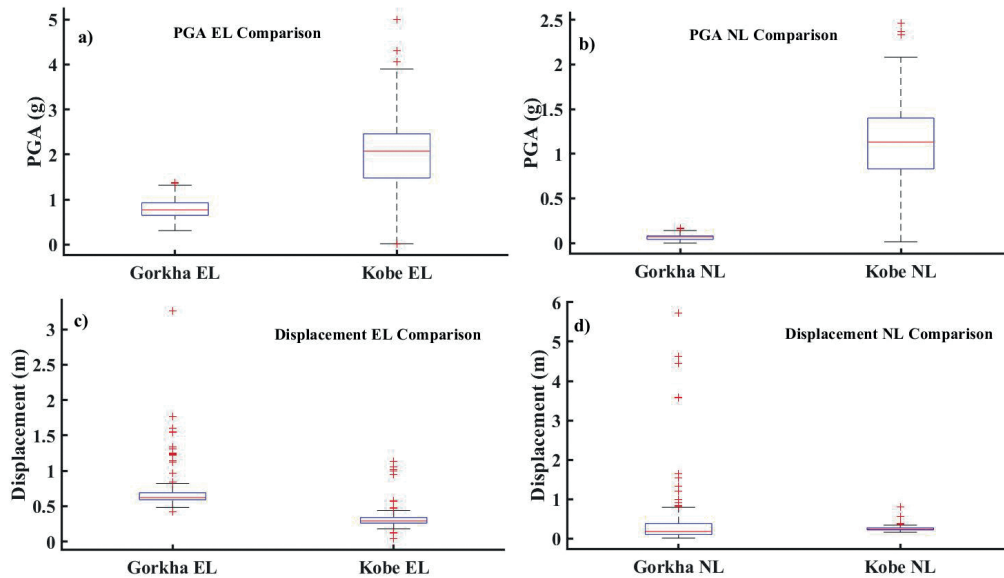 a)
PGA EL Comparison
PGA (g)
5
4
3
2
1
0
Gorkha EL
Kobe EL
b)
PGA NL Comparison
PGA (g)
2.5
2
1.5
1
0.5
0
Gorkha NL
Kobe NL
c)
Displacement EL Comparison
Displacement (m)
3
2.5
2
1.5
1
0.5
0
Gorkha EL
Kobe EL
d)
Displacement NL Comparison
Displacement (m)
6
5
4
3
2
1
0
Gorkha NL
Kobe NL